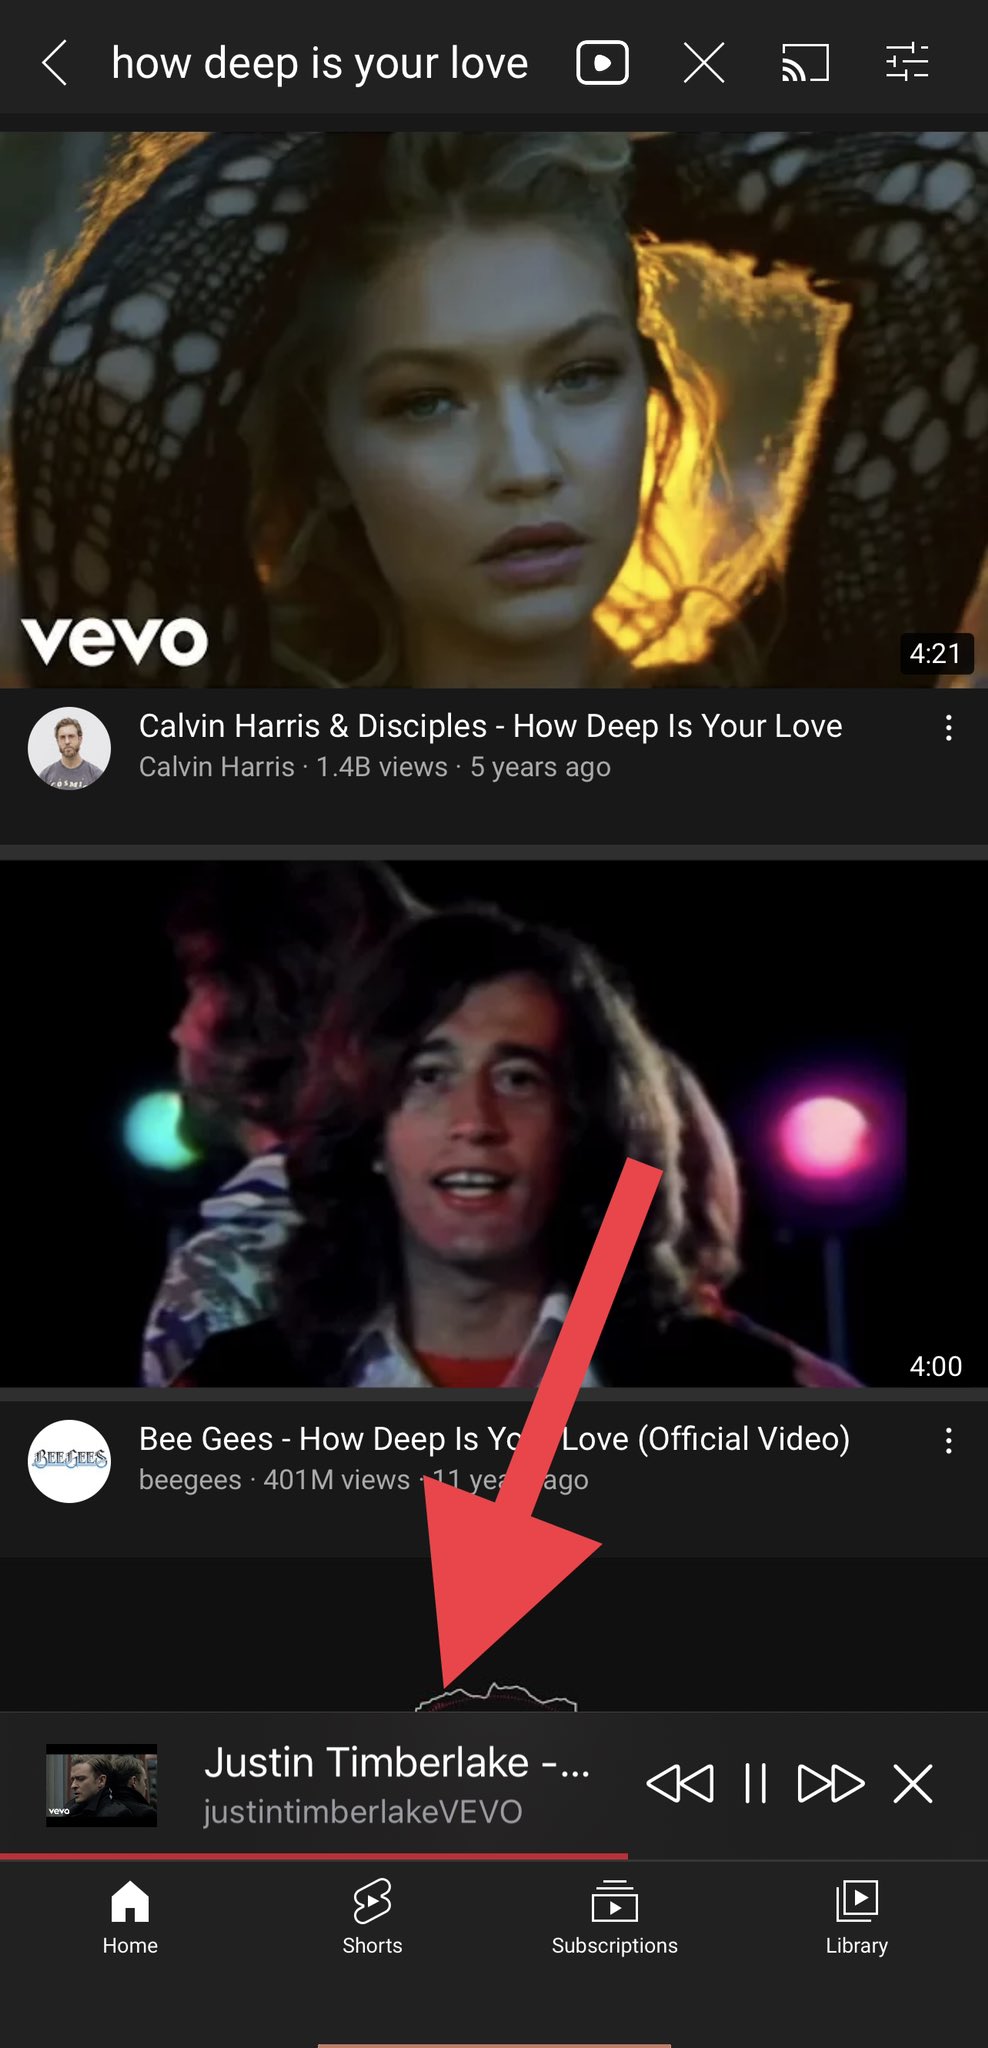 how deep is your love
vevo
4:21
Calvin Harris & Disciples - How Deep Is Your Love
Calvin Harris · 1.4B views · 5 years ago
4:00
BEE GEES
Bee Gees - How Deep Is Yo Love (Official Video)
beegees · 401M views · 11 yea ago
Justin Timberlake -...
vevo
justintimberlakeVEVO
Home
Shorts
Subscriptions
Library